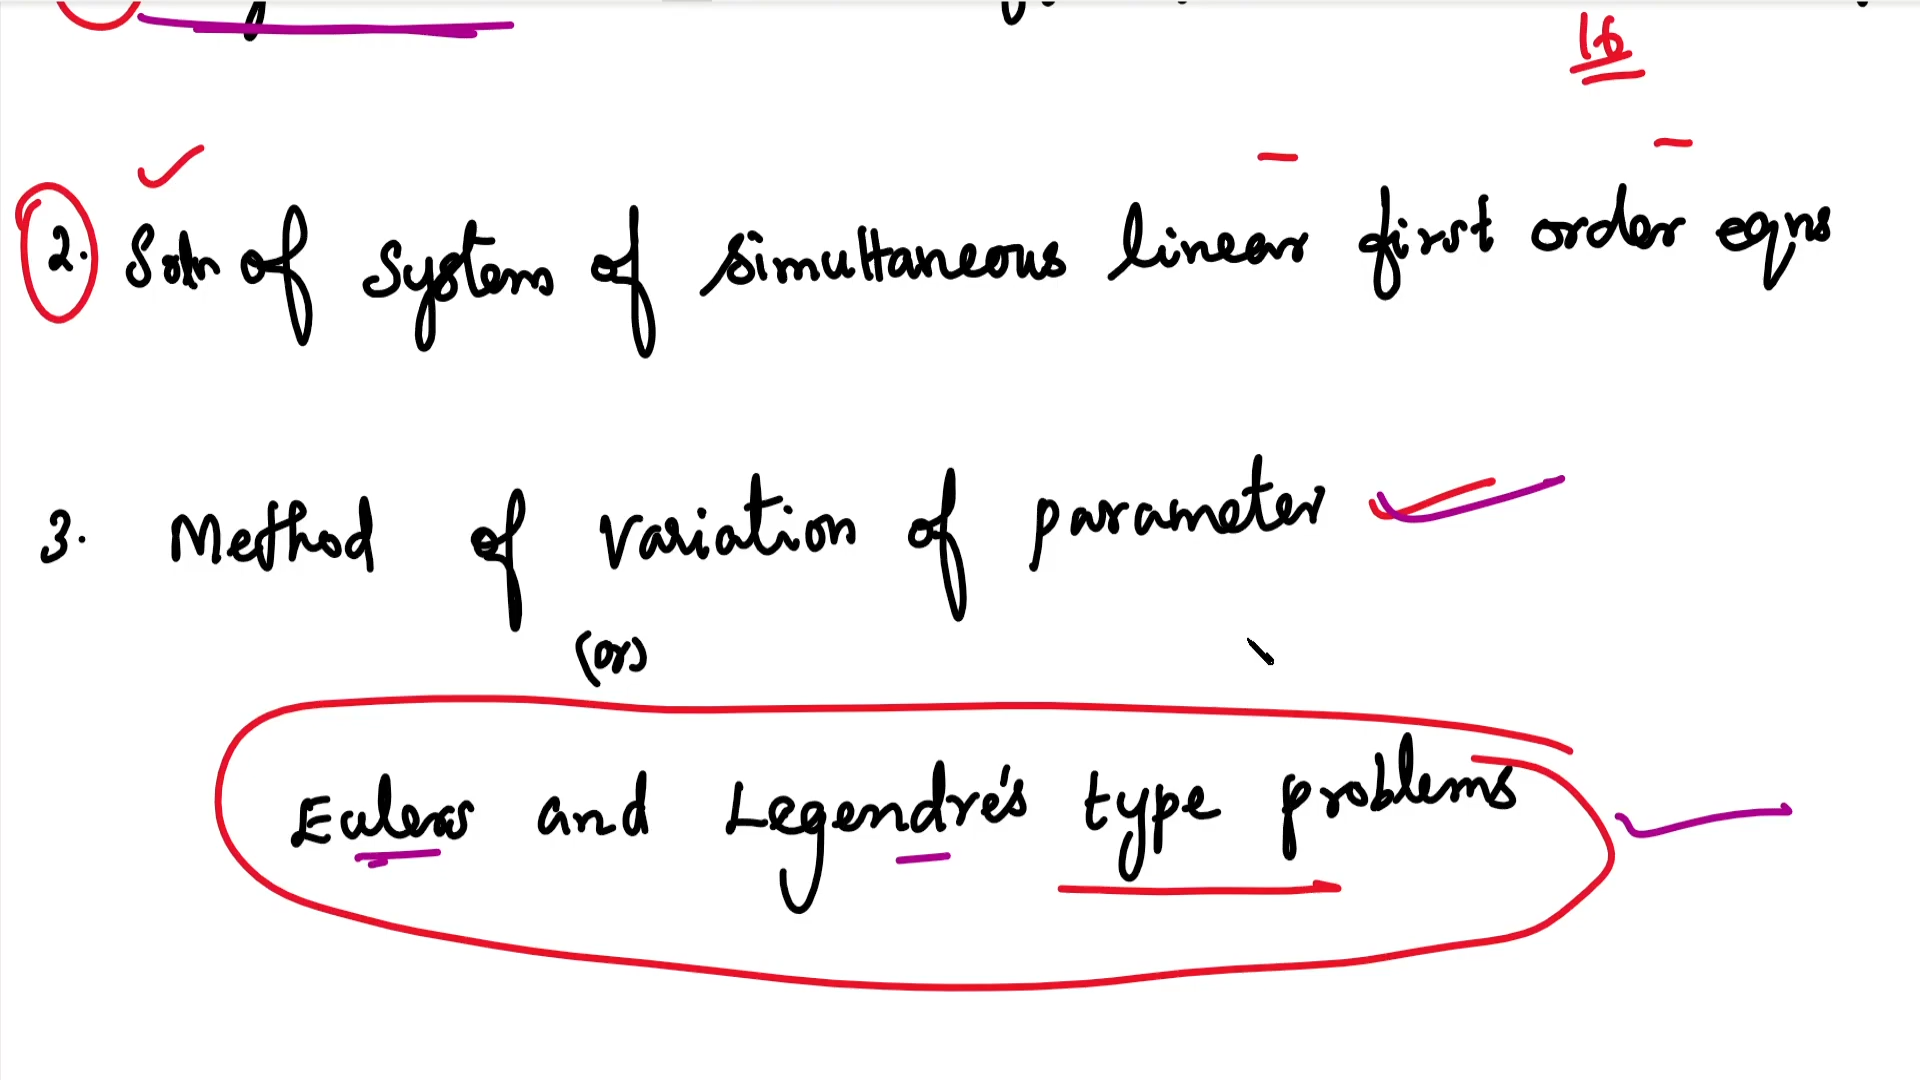 16
2. Soln of system of simultaneous linear first order eqns
3. Method of variation of parameter
(or)
Eulers and Legendre's type problems